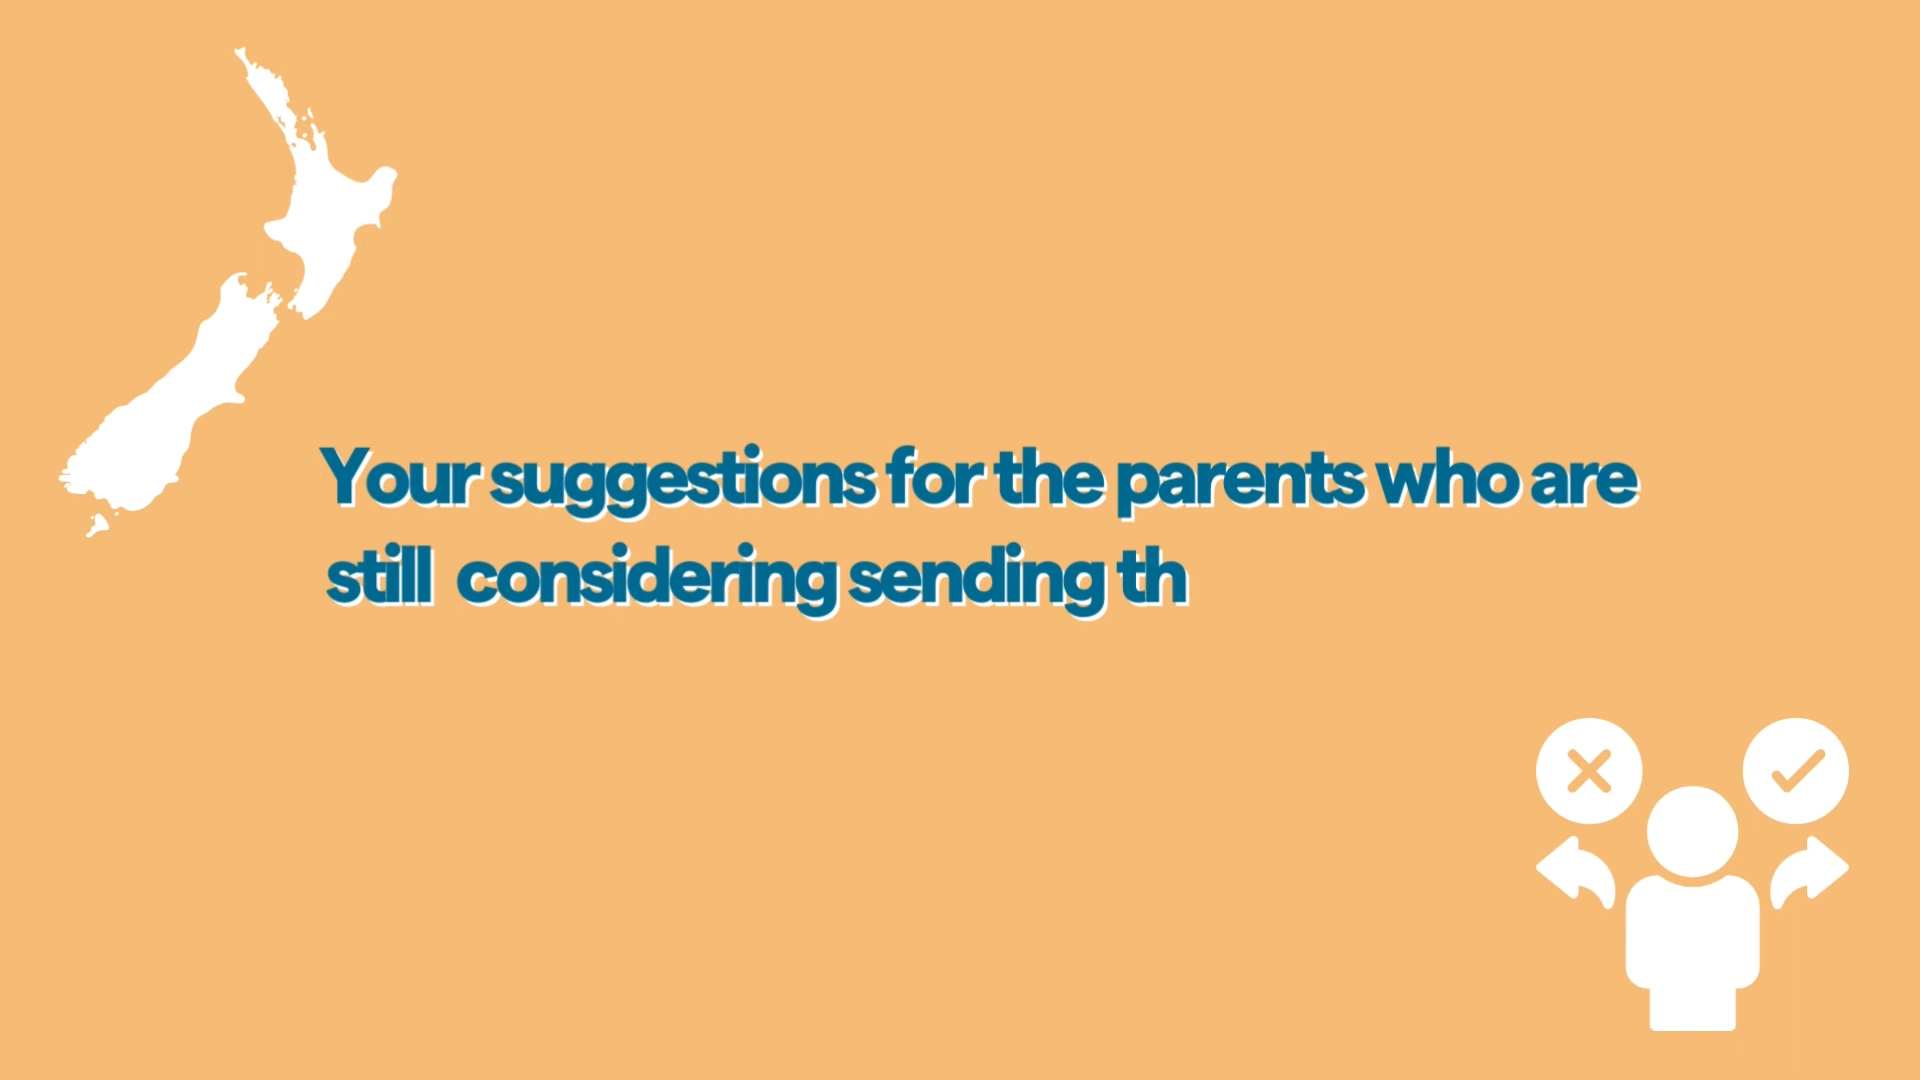 Your suggestions for the parents who are
still considering sending th